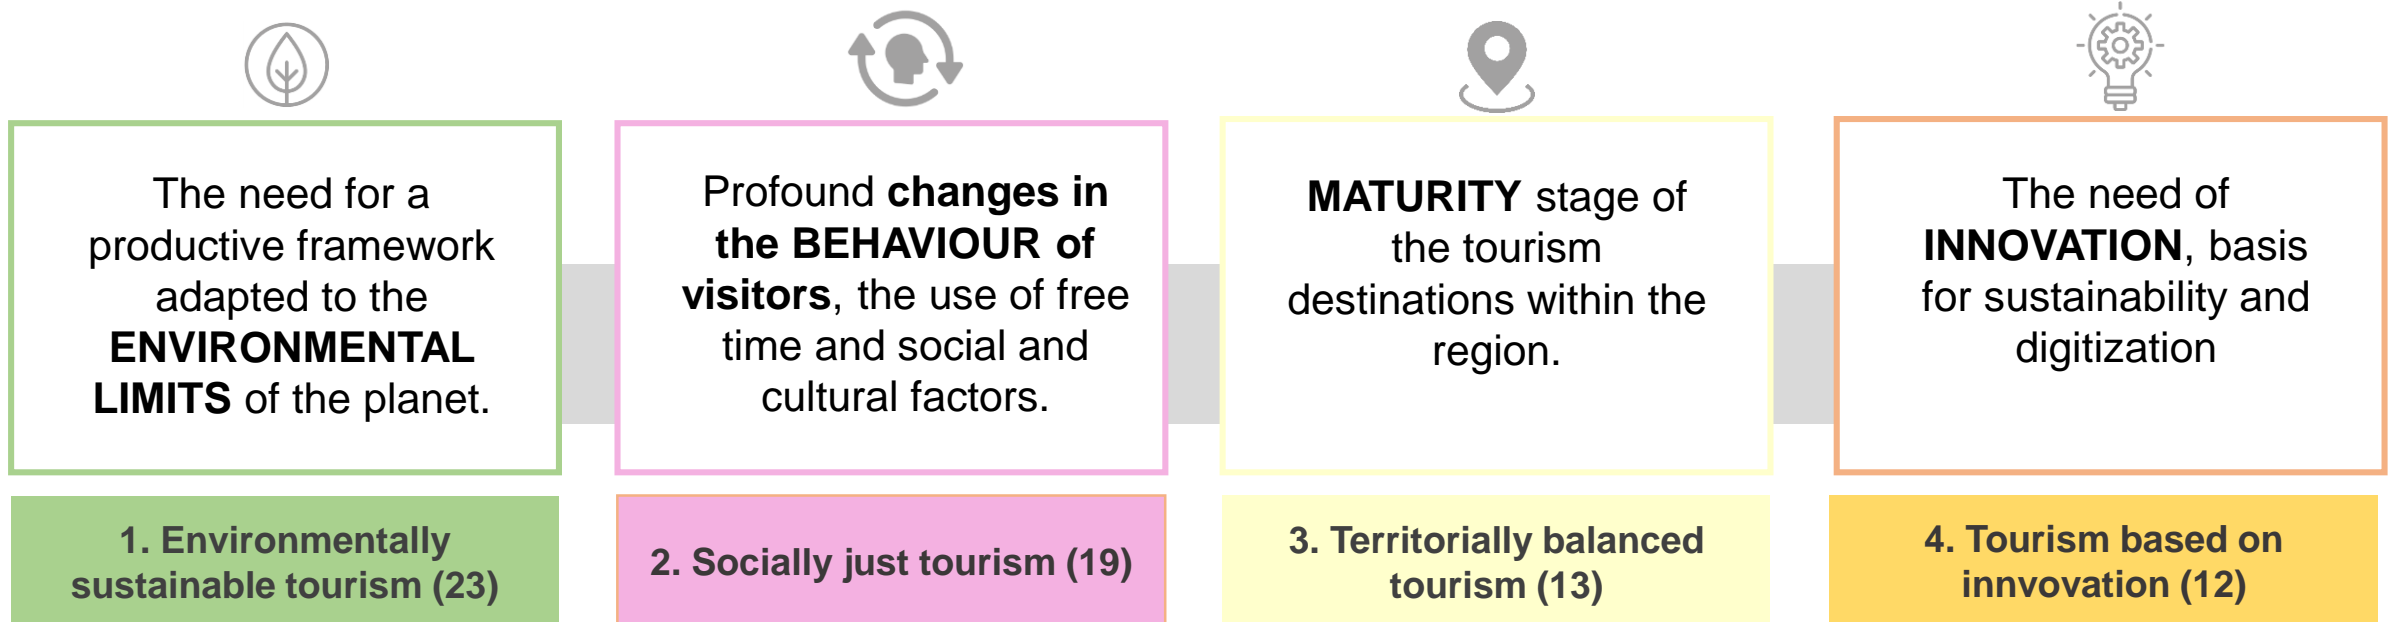 The need for a
productive framework
adapted to the
ENVIRONMENTAL
LIMITS of the planet.
Profound changes in
the BEHAVIOUR of
visitors, the use of free
time and social and
cultural factors.
MATURITY stage of
the tourism
destinations within the
region.
The need of
INNOVATION, basis
for sustainability and
digitization
1. Environmentally
sustainable tourism (23)
2. Socially just tourism (19)
3. Territorially balanced
tourism (13)
4. Tourism based on
innvovation (12)